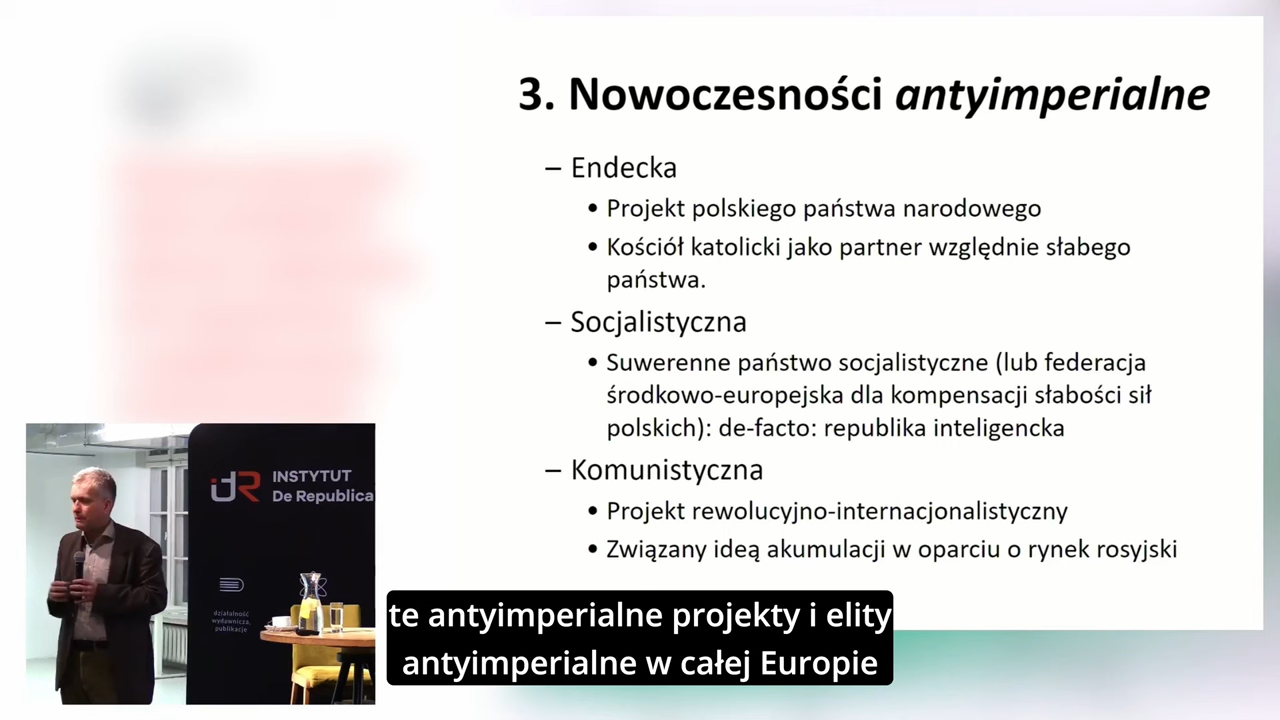 3. Nowoczesności antyimperialne
– Endecka
• Projekt polskiego państwa narodowego
• Kościół katolicki jako partner względnie słabego
państwa.
– Socjalistyczna
• Suwerenne państwo socjalistyczne (lub federacja
środkowo-europejska dla kompensacji słabości sił
polskich): de-facto: republika inteligencka
– Komunistyczna
• Projekt rewolucyjno-internacjonalistyczny
• Związany ideą akumulacji w oparciu o rynek rosyjski
idR INSTYTUT
De Republica
działalność
wydawnicza,
publikacje
te antyimperialne projekty i elity
antyimperialne w całej Europie